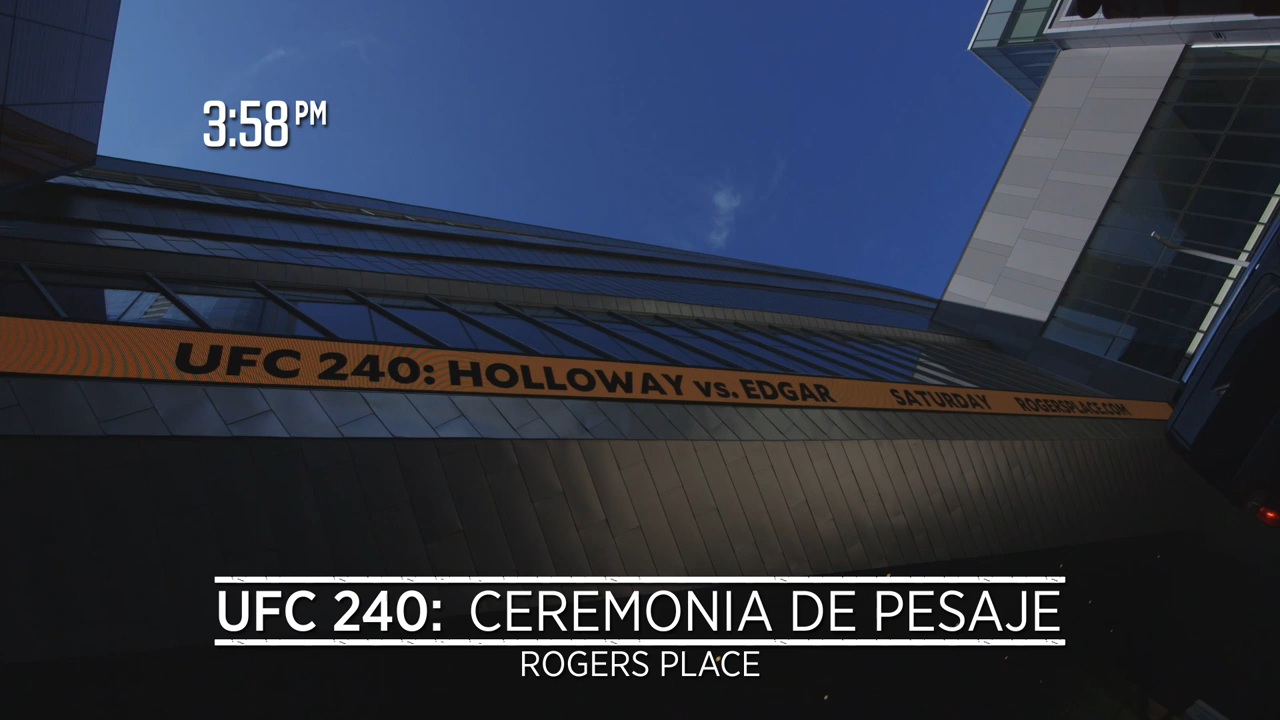 3:58 PM
UFC 240: HOLLOWAY vs. EDGAR SATURDAY ROGERSPLACE.COM
UFC 240: CEREMONIA DE PESAJE
ROGERS PLACE